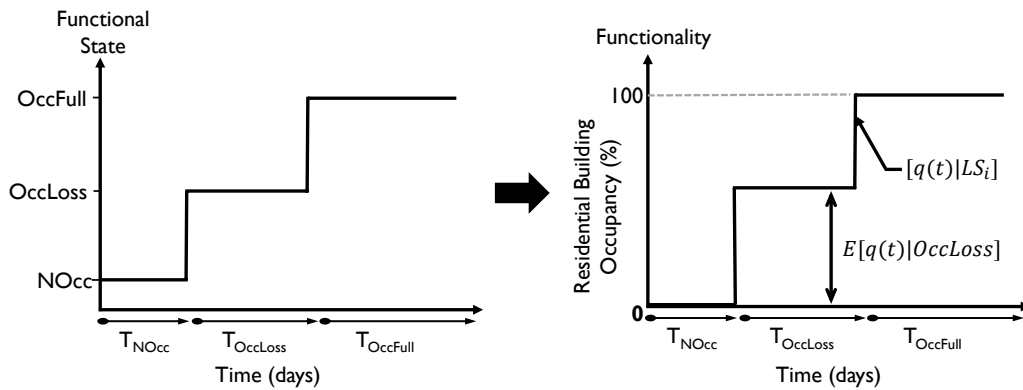 Functional
State
OccFull
OccLoss
NOcc
T_NOcc
T_OccLoss
T_OccFull
Time (days)
Functionality
Residential Building
Occupancy (%)
100
0
[q(t)|LS_i]
E[q(t)|OccLoss]
T_NOcc
T_OccLoss
T_OccFull
Time (days)